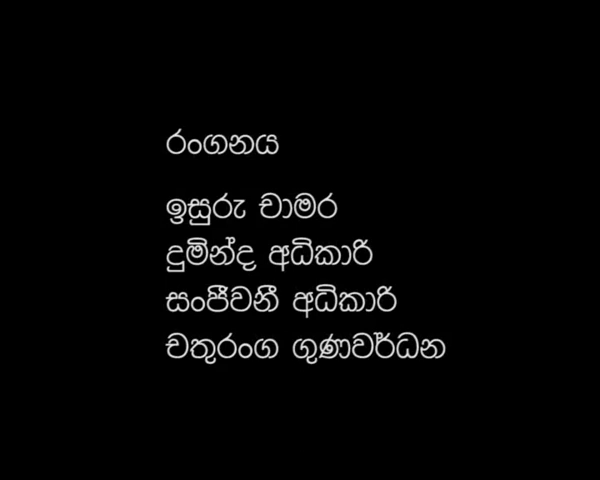 රංගනය
ඉසුරු චාමර
දුමින්ද අධිකාරි
සංජීවනී අධිකාරි
චතුරංග ගුණවර්ධන